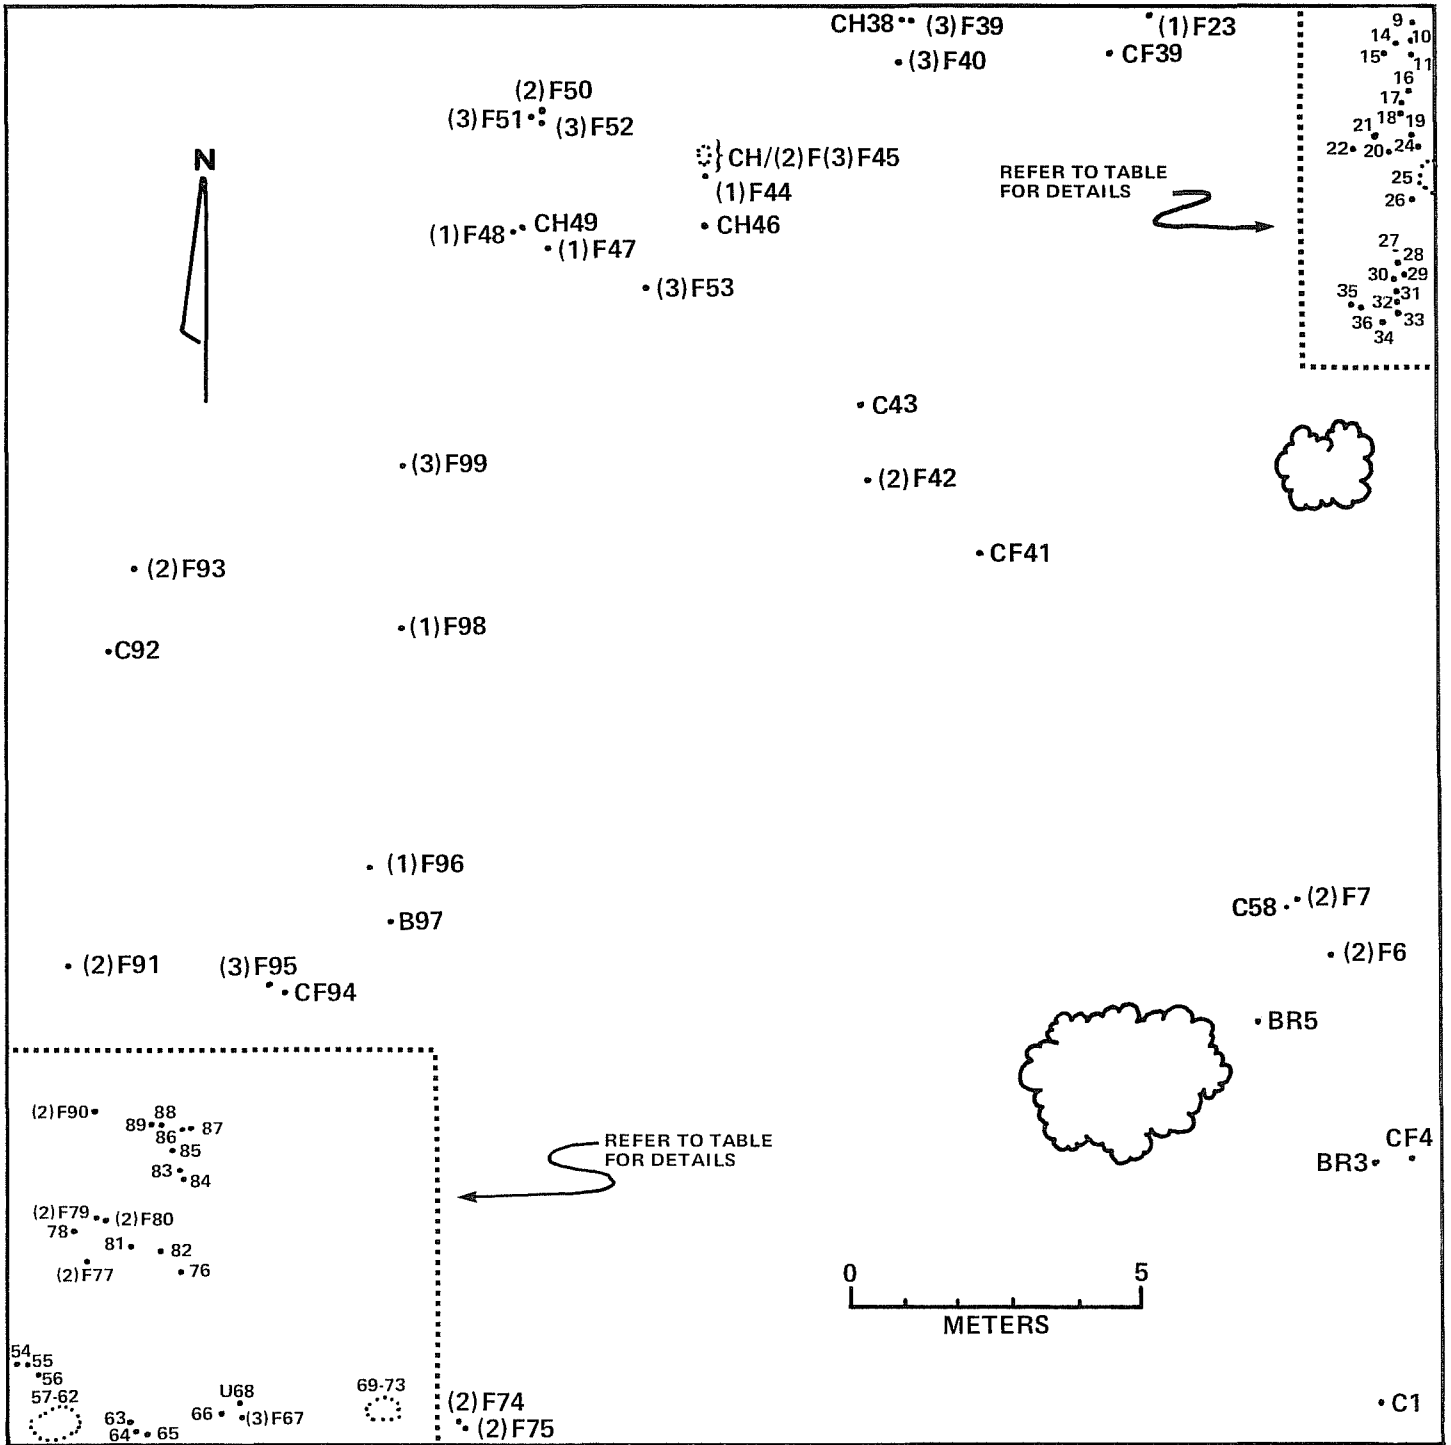 CH38 (3)F39
(1)F23
(3)F40
CF39
(2)F50
(3)F51
(3)F52
CH/(2)F(3)F45
(1)F44
CH46
N
CH49
(1)F48
(1)F47
(3)F53
REFER TO TABLE
FOR DETAILS
9
10
14
15
11
16
17
18
19
21
22
20
24
25
26
27
28
30
29
31
35
32
33
36
34
C43
(3)F99
(2)F42
CF41
(2)F93
(1)F98
C92
(1)F96
B97
(2)F7
C58
(2)F91
(3)F95
(2)F6
CF94
BR5
(2)F90
88
89
87
86
85
83
84
REFER TO TABLE
FOR DETAILS
CF4
BR3
(2)F79
(2)F80
78
81
82
(2)F77
76
0 5
METERS
54
55
56
57-62
63
64
65
U68
66
(3)F67
69-73
(2)F74
(2)F75
C1